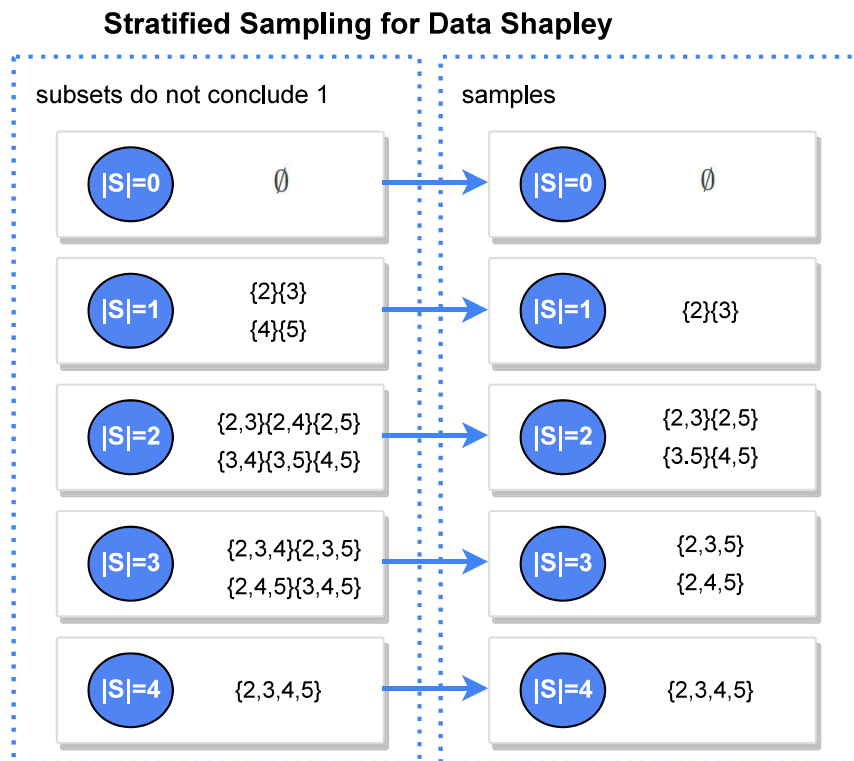 Stratified Sampling for Data Shapley
subsets do not conclude 1
|S|=0
∅
|S|=1
{2}{3}
{4}{5}
|S|=2
{2,3}{2,4}{2,5}
{3,4}{3,5}{4,5}
|S|=3
{2,3,4}{2,3,5}
{2,4,5}{3,4,5}
|S|=4
{2,3,4,5}
samples
|S|=0
∅
|S|=1
{2}{3}
|S|=2
{2,3}{2,5}
{3.5}{4,5}
|S|=3
{2,3,5}
{2,4,5}
|S|=4
{2,3,4,5}